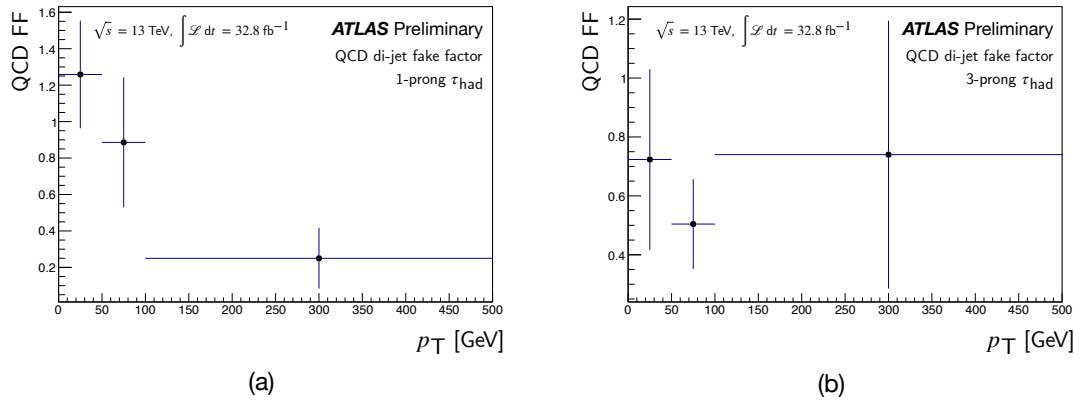 QCD FF
√s = 13 TeV, ∫ℒ dt = 32.8 fb⁻¹
ATLAS Preliminary
QCD di-jet fake factor
1-prong τhad
1.6
1.4
1.2
1
0.8
0.6
0.4
0.2
0 50 100 150 200 250 300 350 400 450 500
pT [GeV]
(a)
QCD FF
√s = 13 TeV, ∫ℒ dt = 32.8 fb⁻¹
ATLAS Preliminary
QCD di-jet fake factor
3-prong τhad
1.2
1
0.8
0.6
0.4
0 50 100 150 200 250 300 350 400 450 500
pT [GeV]
(b)